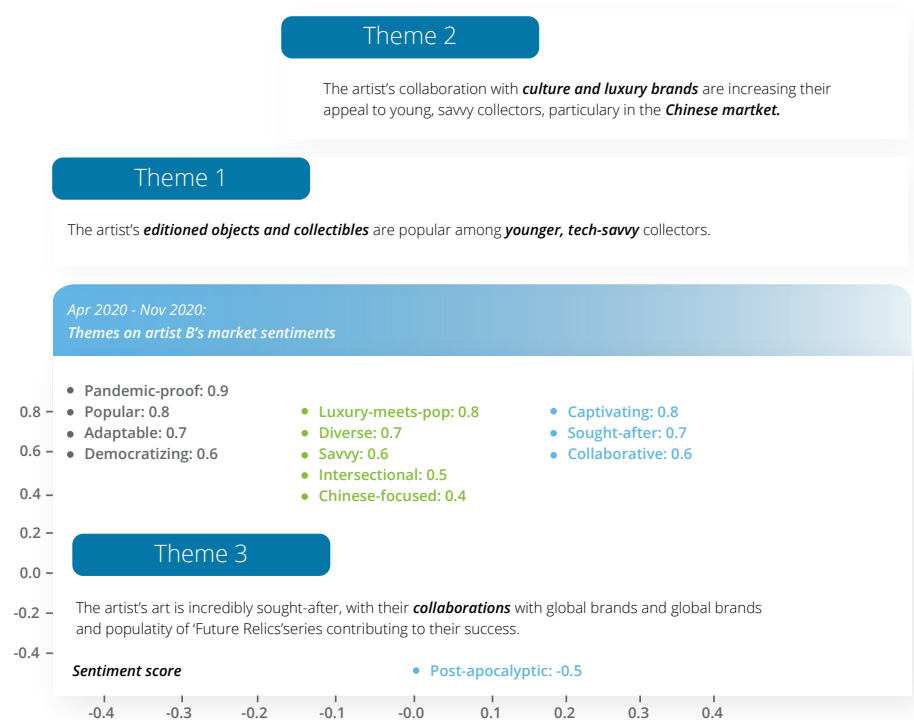 Theme 2
The artist's collaboration with culture and luxury brands are increasing their
appeal to young, savvy collectors, particulary in the Chinese martket.
Theme 1
The artist's editioned objects and collectibles are popular among younger, tech-savvy collectors.
Apr 2020 - Nov 2020:
Themes on artist B's market sentiments
• Pandemic-proof: 0.9
• Popular: 0.8
• Adaptable: 0.7
• Democratizing: 0.6
• Luxury-meets-pop: 0.8
• Diverse: 0.7
• Savvy: 0.6
• Intersectional: 0.5
• Chinese-focused: 0.4
• Captivating: 0.8
• Sought-after: 0.7
• Collaborative: 0.6
0.8
0.6
0.4
0.2
0.0
-0.2
-0.4
Theme 3
The artist's art is incredibly sought-after, with their collaborations with global brands and global brands
and populatity of 'Future Relics'series contributing to their success.
Sentiment score
• Post-apocalyptic: -0.5
-0.4 -0.3 -0.2 -0.1 -0.0 0.1 0.2 0.3 0.4